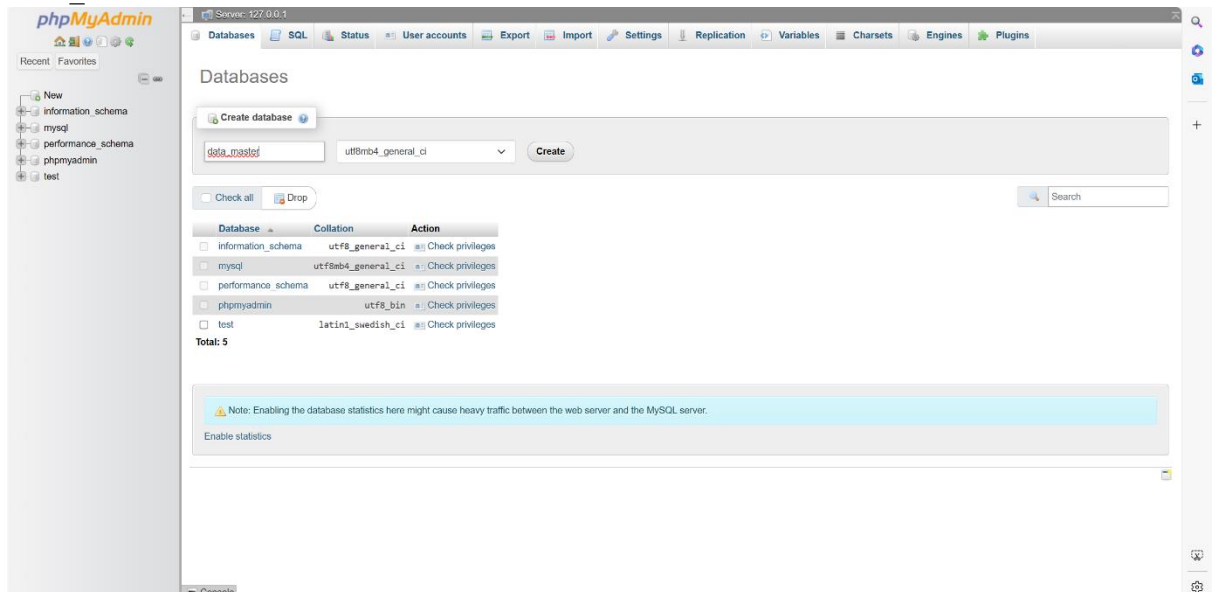 phpMyAdmin
Recent Favorites
New
information_schema
mysql
performance_schema
phpmyadmin
test
Server: 127.0.0.1
Databases SQL Status User accounts Export Import Settings Replication Variables Charsets Engines Plugins
Databases
Create database
data_master utf8mb4_general_ci Create
Check all Drop Search
Database Collation Action
information_schema utf8_general_ci Check privileges
mysql utf8mb4_general_ci Check privileges
performance_schema utf8_general_ci Check privileges
phpmyadmin utf8_bin Check privileges
test latin1_swedish_ci Check privileges
Total: 5
Note: Enabling the database statistics here might cause heavy traffic between the web server and the MySQL server.
Enable statistics
Console